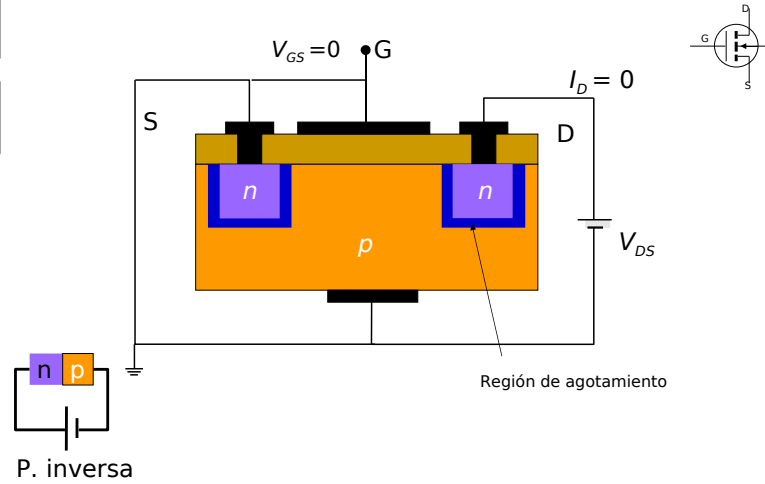 D
G
S
V_GS=0
G
I_D = 0
S
D
n
n
p
V_DS
n p
Región de agotamiento
P. inversa